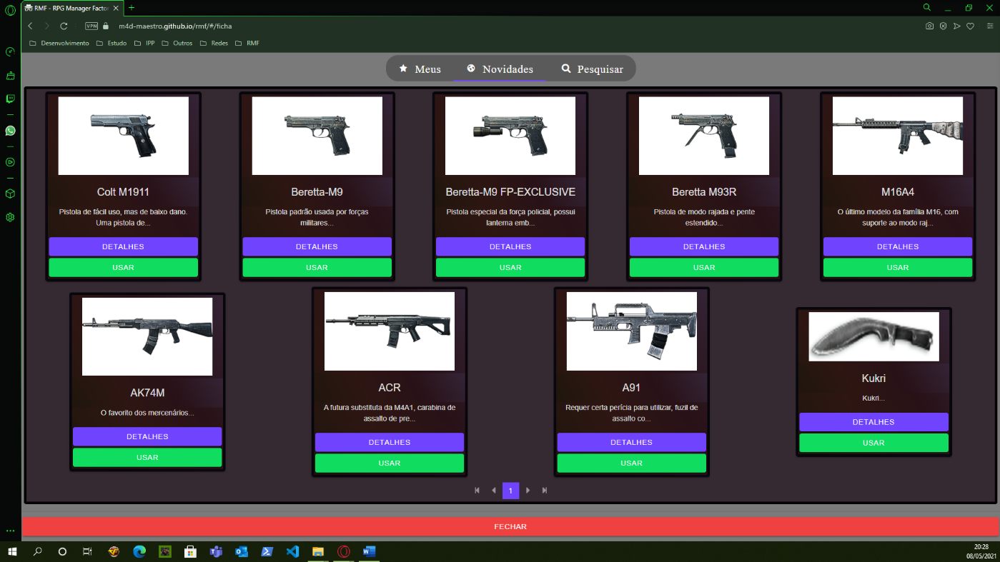 RMF - RPG Manager Factor
VPN
m4d-maestro.github.io/rmf/#/ficha
Desenvolvimento Estudo IPP Outros Redes RMF
Meus Novidades Pesquisar
Colt M1911
Pistola de fácil uso, mas de baixo dano.
Uma pistola de...
DETALHES
USAR
Beretta-M9
Pistola padrão usada por forças
militares...
DETALHES
USAR
Beretta-M9 FP-EXCLUSIVE
Pistola especial da força policial, possui
lanterna emb...
DETALHES
USAR
Beretta M93R
Pistola de modo rajada e pente
estendido...
DETALHES
USAR
M16A4
O último modelo da família M16, com
suporte ao modo raj...
DETALHES
USAR
AK74M
O favorito dos mercenários...
DETALHES
USAR
ACR
A futura substituta da M4A1, carabina de
assalto de pre...
DETALHES
USAR
A91
Requer certa perícia para utilizar, fuzil de
assalto co...
DETALHES
USAR
Kukri
Kukri...
DETALHES
USAR
1
FECHAR
20:28
08/05/2021